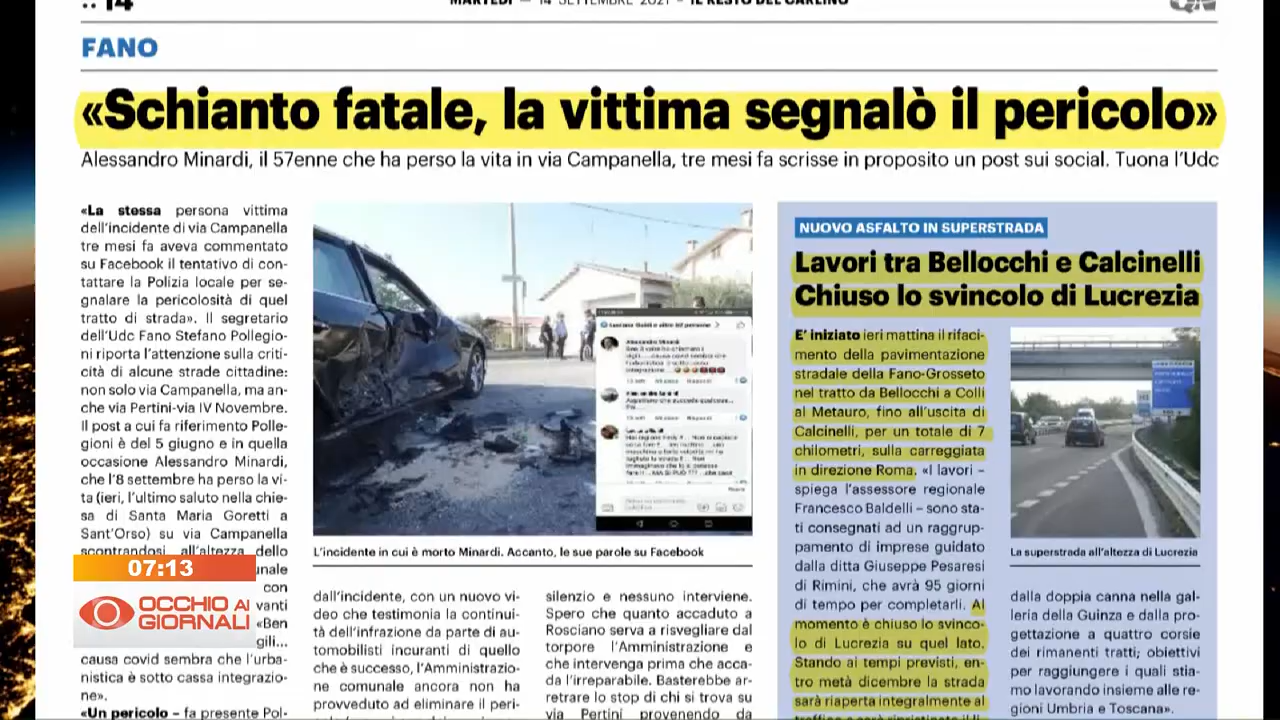 14
MARTEDÌ — 14 SETTEMBRE 2021 – IL RESTO DEL CARLINO
FANO
«Schianto fatale, la vittima segnalò il pericolo»
Alessandro Minardi, il 57enne che ha perso la vita in via Campanella, tre mesi fa scrisse in proposito un post sui social. Tuona l'Udc
«La stessa persona vittima
dell'incidente di via Campanella
tre mesi fa aveva commentato
su Facebook il tentativo di con-
tattare la Polizia locale per se-
gnalare la pericolosità di quel
tratto di strada». Il segretario
dell'Udc Fano Stefano Pollegio-
ni riporta l'attenzione sulla criti-
cità di alcune strade cittadine:
non solo via Campanella, ma an-
che via Pertini-via IV Novembre.
Il post a cui fa riferimento Polle-
gioni è del 5 giugno e in quella
occasione Alessandro Minardi,
che l'8 settembre ha perso la vi-
ta (ieri, l'ultimo saluto nella chie-
sa di Santa Maria Goretti a
Sant'Orso) su via Campanella
scontrandosi all'altezza dello
con
vanti
«Ben
gili...
causa covid sembra che l'urba-
nistica è sotto cassa integrazio-
ne».
«Un pericolo – fa presente Pol-
07:13
OCCHIO AI
GIORNALI
L'incidente in cui è morto Minardi. Accanto, le sue parole su Facebook
dall'incidente, con un nuovo vi-
deo che testimonia la continui-
tà dell'infrazione da parte di au-
tomobilisti incuranti di quello
che è successo, l'Amministrazio-
ne comunale ancora non ha
provveduto ad eliminare il peri-
silenzio e nessuno interviene.
Spero che quanto accaduto a
Rosciano serva a risvegliare dal
torpore l'Amministrazione e
che intervenga prima che acca-
da l'irreparabile. Basterebbe ar-
retrare lo stop di chi si trova su
via Pertini provenendo da
NUOVO ASFALTO IN SUPERSTRADA
Lavori tra Bellocchi e Calcinelli
Chiuso lo svincolo di Lucrezia
E' iniziato ieri mattina il rifaci-
mento della pavimentazione
stradale della Fano-Grosseto
nel tratto da Bellocchi a Colli
al Metauro, fino all'uscita di
Calcinelli, per un totale di 7
chilometri, sulla carreggiata
in direzione Roma. «I lavori –
spiega l'assessore regionale
Francesco Baldelli – sono sta-
ti consegnati ad un raggrup-
pamento di imprese guidato
dalla ditta Giuseppe Pesaresi
di Rimini, che avrà 95 giorni
di tempo per completarli. Al
momento è chiuso lo svinco-
lo di Lucrezia su quel lato.
Stando ai tempi previsti, en-
tro metà dicembre la strada
sarà riaperta integralmente al
La superstrada all'altezza di Lucrezia
dalla doppia canna nella gal-
leria della Guinza e dalla pro-
gettazione a quattro corsie
dei rimanenti tratti; obiettivi
per raggiungere i quali stia-
mo lavorando insieme alle re-
gioni Umbria e Toscana».